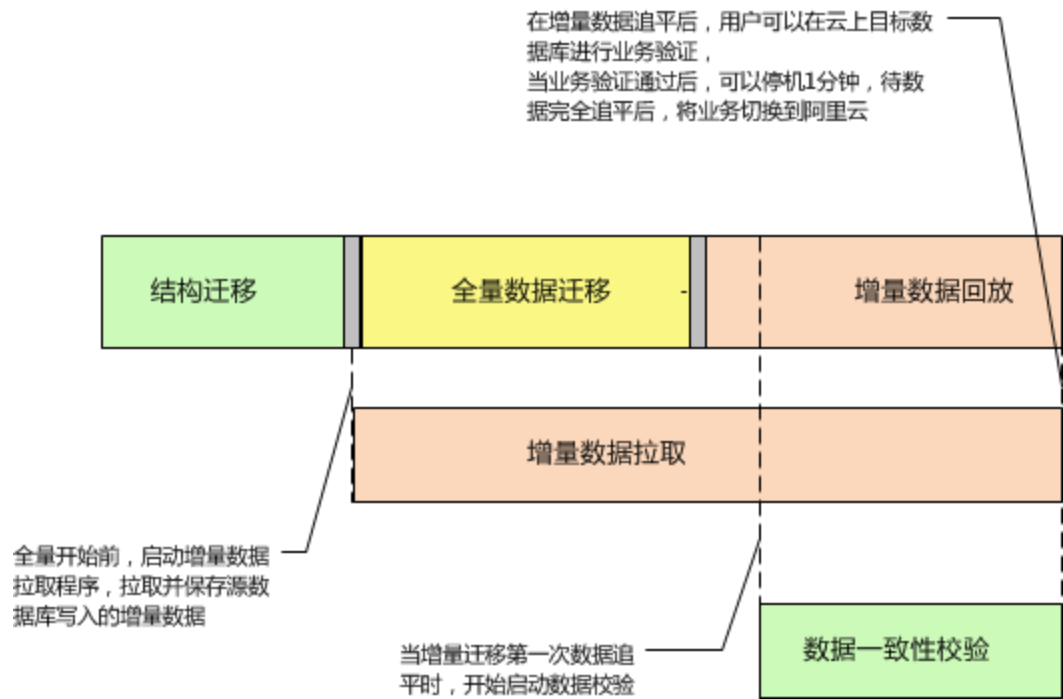 在增量数据追平后，用户可以在云上目标数
据库进行业务验证，
当业务验证通过后，可以停机1分钟，待数
据完全追平后，将业务切换到阿里云
结构迁移
全量数据迁移
-
增量数据回放
增量数据拉取
全量开始前，启动增量数据
拉取程序，拉取并保存源数
据库写入的增量数据
当增量迁移第一次数据追
平时，开始启动数据校验
数据一致性校验